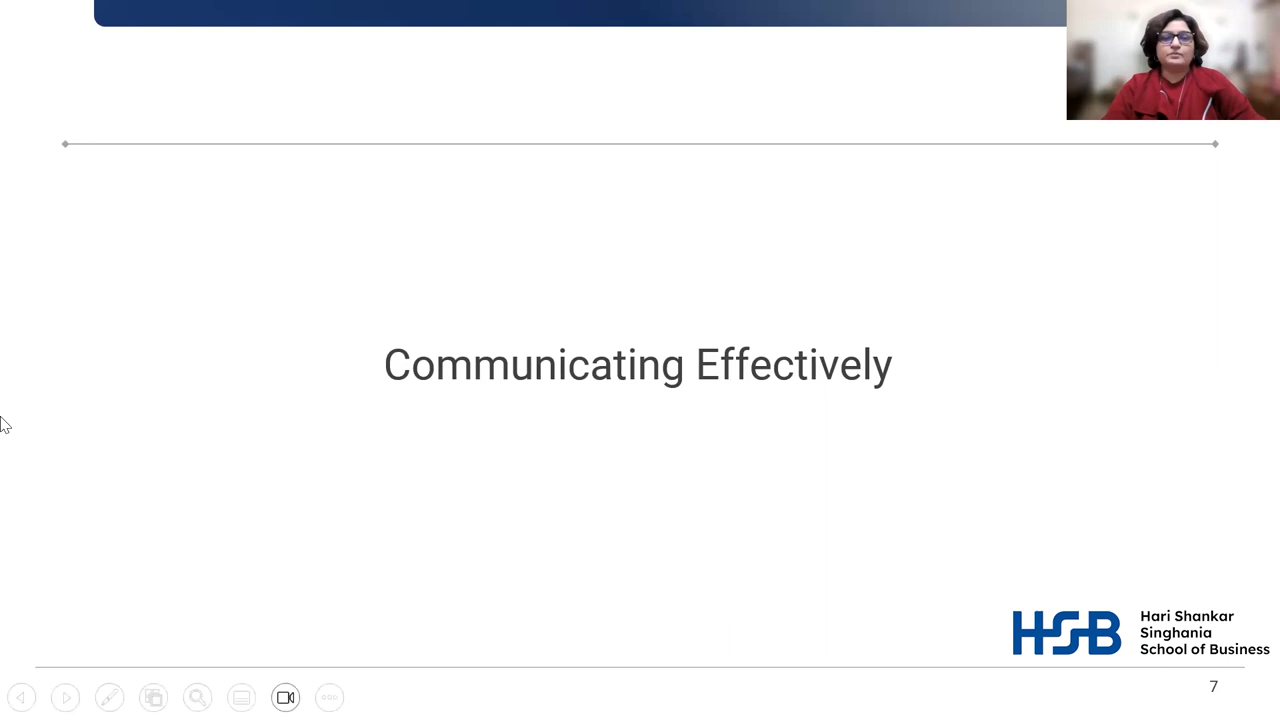 Communicating Effectively
HSB
Hari Shankar
Singhania
School of Business
7